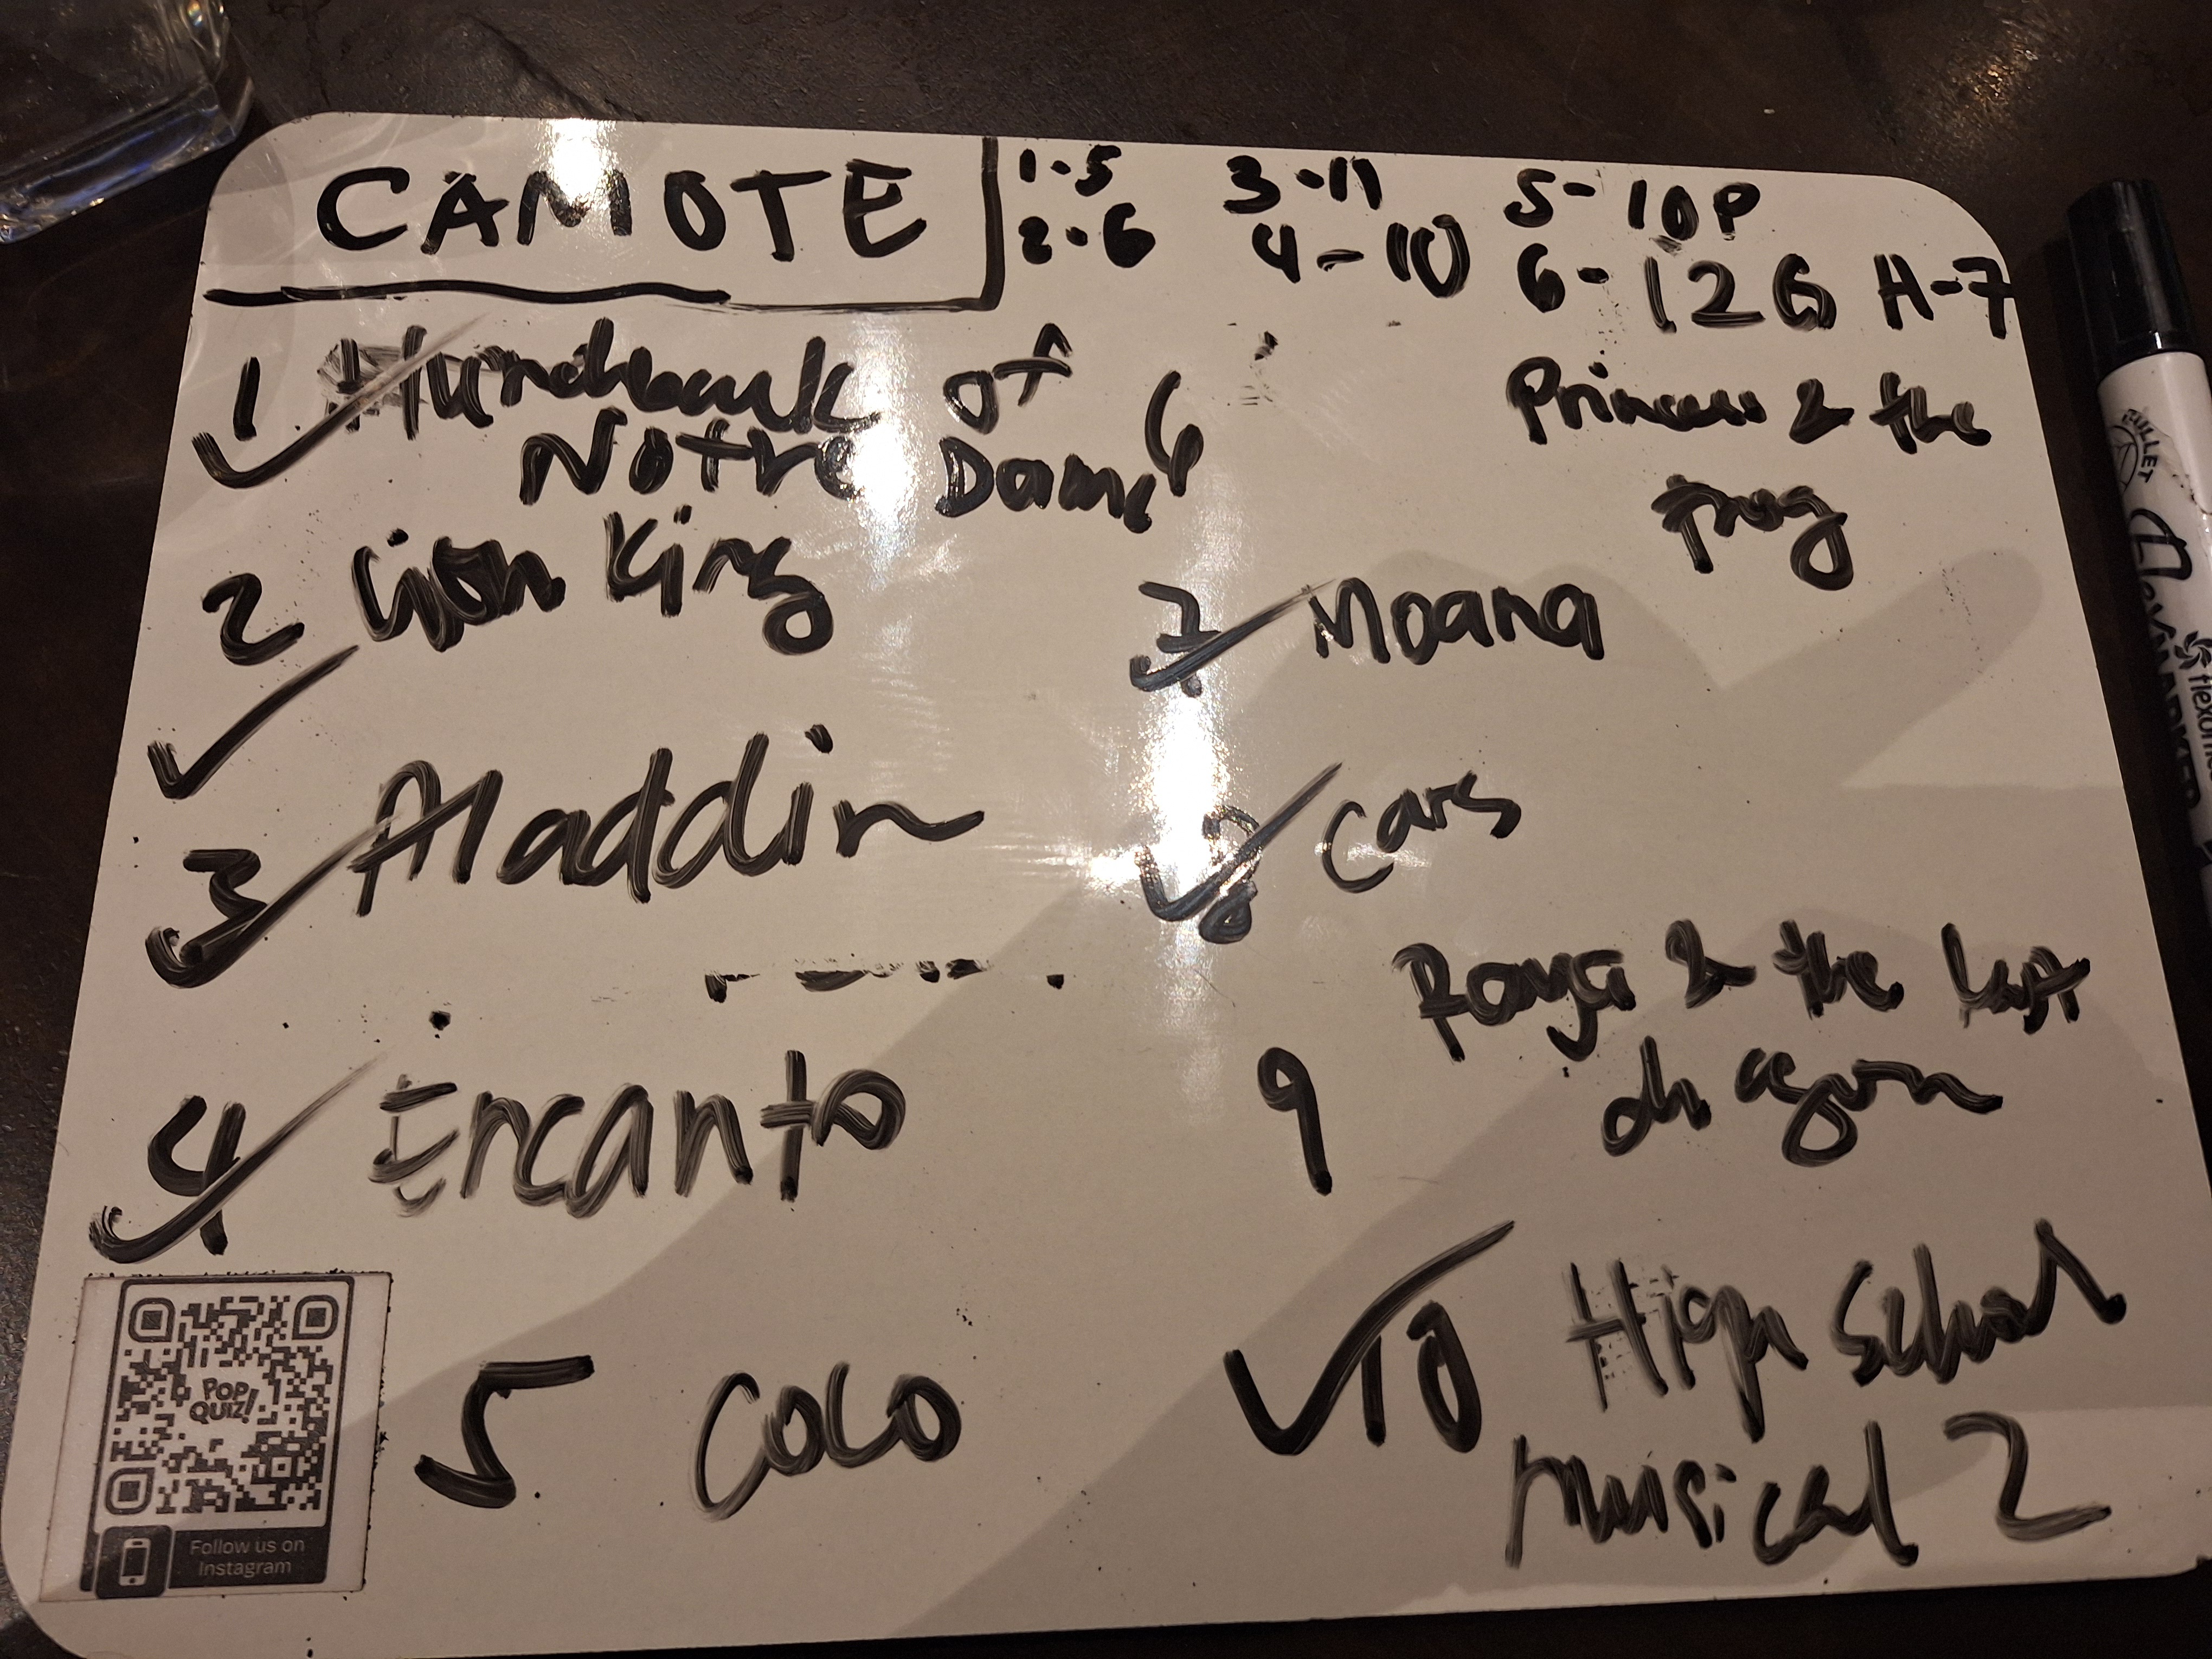 CAMOTE
1-5 3-11 5-10P
2-6 4-10 6-12G H-7
1 Hunchback of
Notre Dame
2 Lion King
3 Aladdin
4 Encanto
5 Coco
6 Princess & the
frog
7. Moana
8 Cars
9 Raya & the last
dragon
10 High School
musical 2
POP
QUIZ!
Follow us on
Instagram